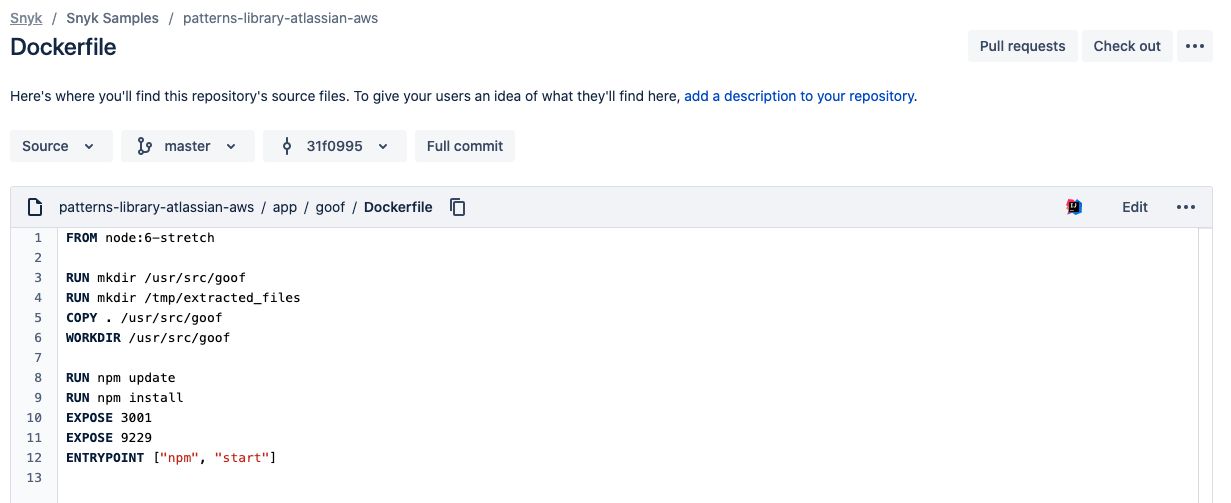 Snyk / Snyk Samples / patterns-library-atlassian-aws
Dockerfile
Pull requests Check out
Here's where you'll find this repository's source files. To give your users an idea of what they'll find here, add a description to your repository.
Source master 31f0995 Full commit
patterns-library-atlassian-aws / app / goof / Dockerfile Edit
1 FROM node:6-stretch
2
3 RUN mkdir /usr/src/goof
4 RUN mkdir /tmp/extracted_files
5 COPY . /usr/src/goof
6 WORKDIR /usr/src/goof
7
8 RUN npm update
9 RUN npm install
10 EXPOSE 3001
11 EXPOSE 9229
12 ENTRYPOINT ["npm", "start"]
13